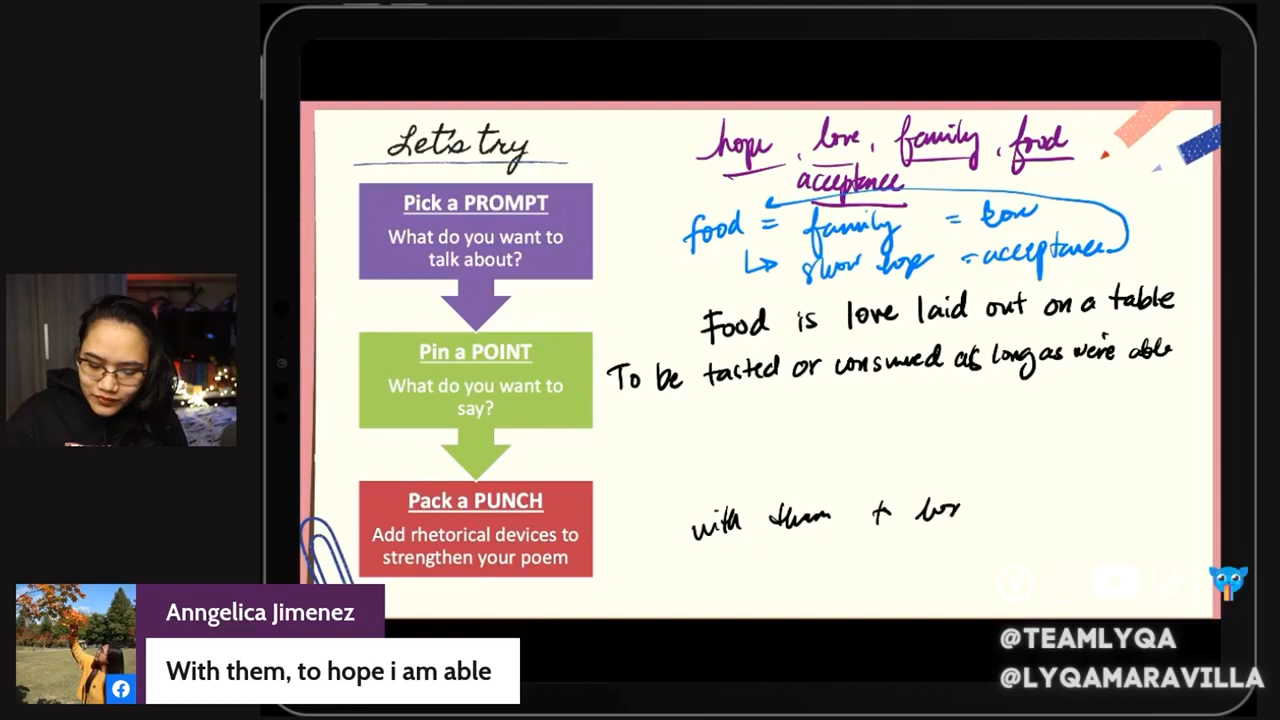 Let's try
hope, love, family, food
acceptance
Pick a PROMPT
What do you want to
talk about?
food = family =
↳ show hope = acceptance
Food is love laid out on a table
To be tasted or consumed as long as we're able
Pin a POINT
What do you want to
say?
Pack a PUNCH
Add rhetorical devices to
strengthen your poem
with them to
Anngelica Jimenez
With them, to hope i am able
@TEAMLYQA
@LYQAMARAVILLA